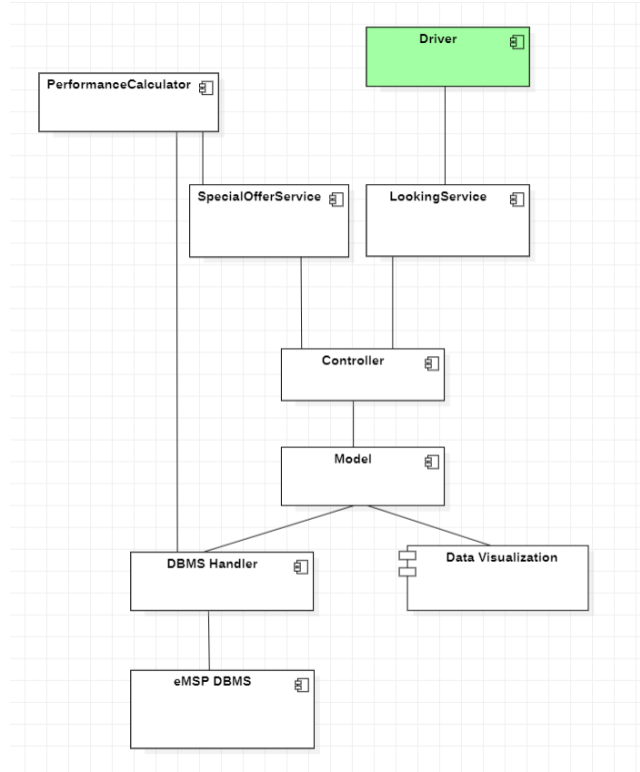 Driver
PerformanceCalculator
SpecialOfferService
LookingService
Controller
Model
DBMS Handler
Data Visualization
eMSP DBMS